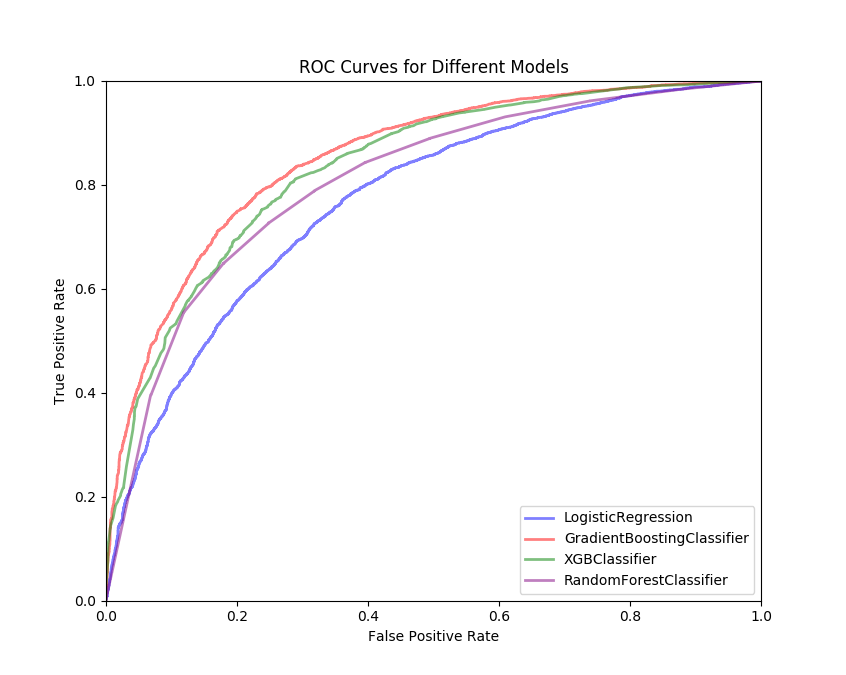 ROC Curves for Different Models
1.0
0.8
0.6
0.4
0.2
0.0
True Positive Rate
0.0 0.2 0.4 0.6 0.8 1.0
False Positive Rate
LogisticRegression
GradientBoostingClassifier
XGBClassifier
RandomForestClassifier